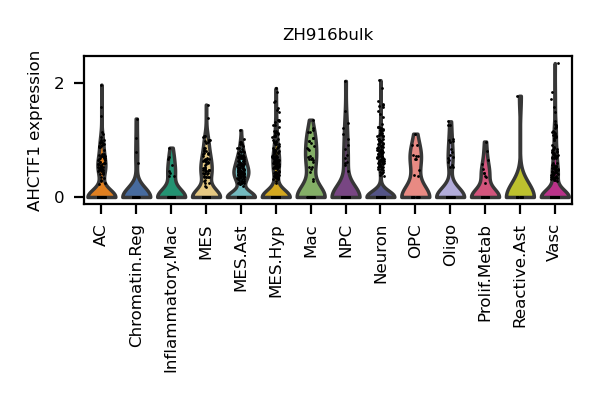 ZH916bulk
AHCTF1 expression
2
0
AC
Chromatin.Reg
Inflammatory.Mac
MES
MES.Ast
MES.Hyp
Mac
NPC
Neuron
OPC
Oligo
Prolif.Metab
Reactive.Ast
Vasc